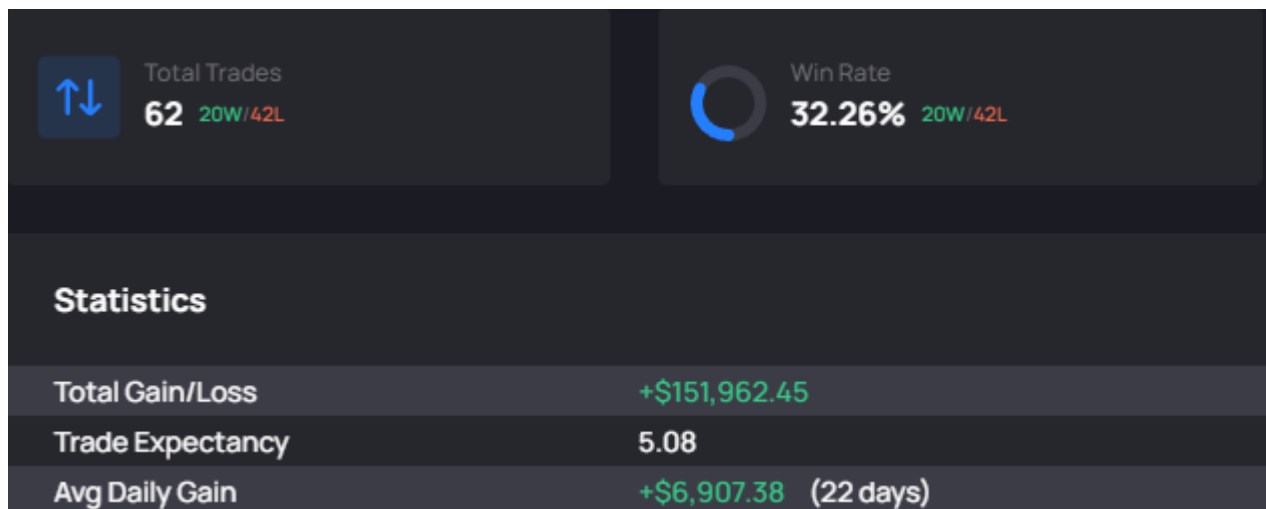 Total Trades
62 20W/42L
Win Rate
32.26% 20W/42L
Statistics
Total Gain/Loss +$151,962.45
Trade Expectancy 5.08
Avg Daily Gain +$6,907.38 (22 days)